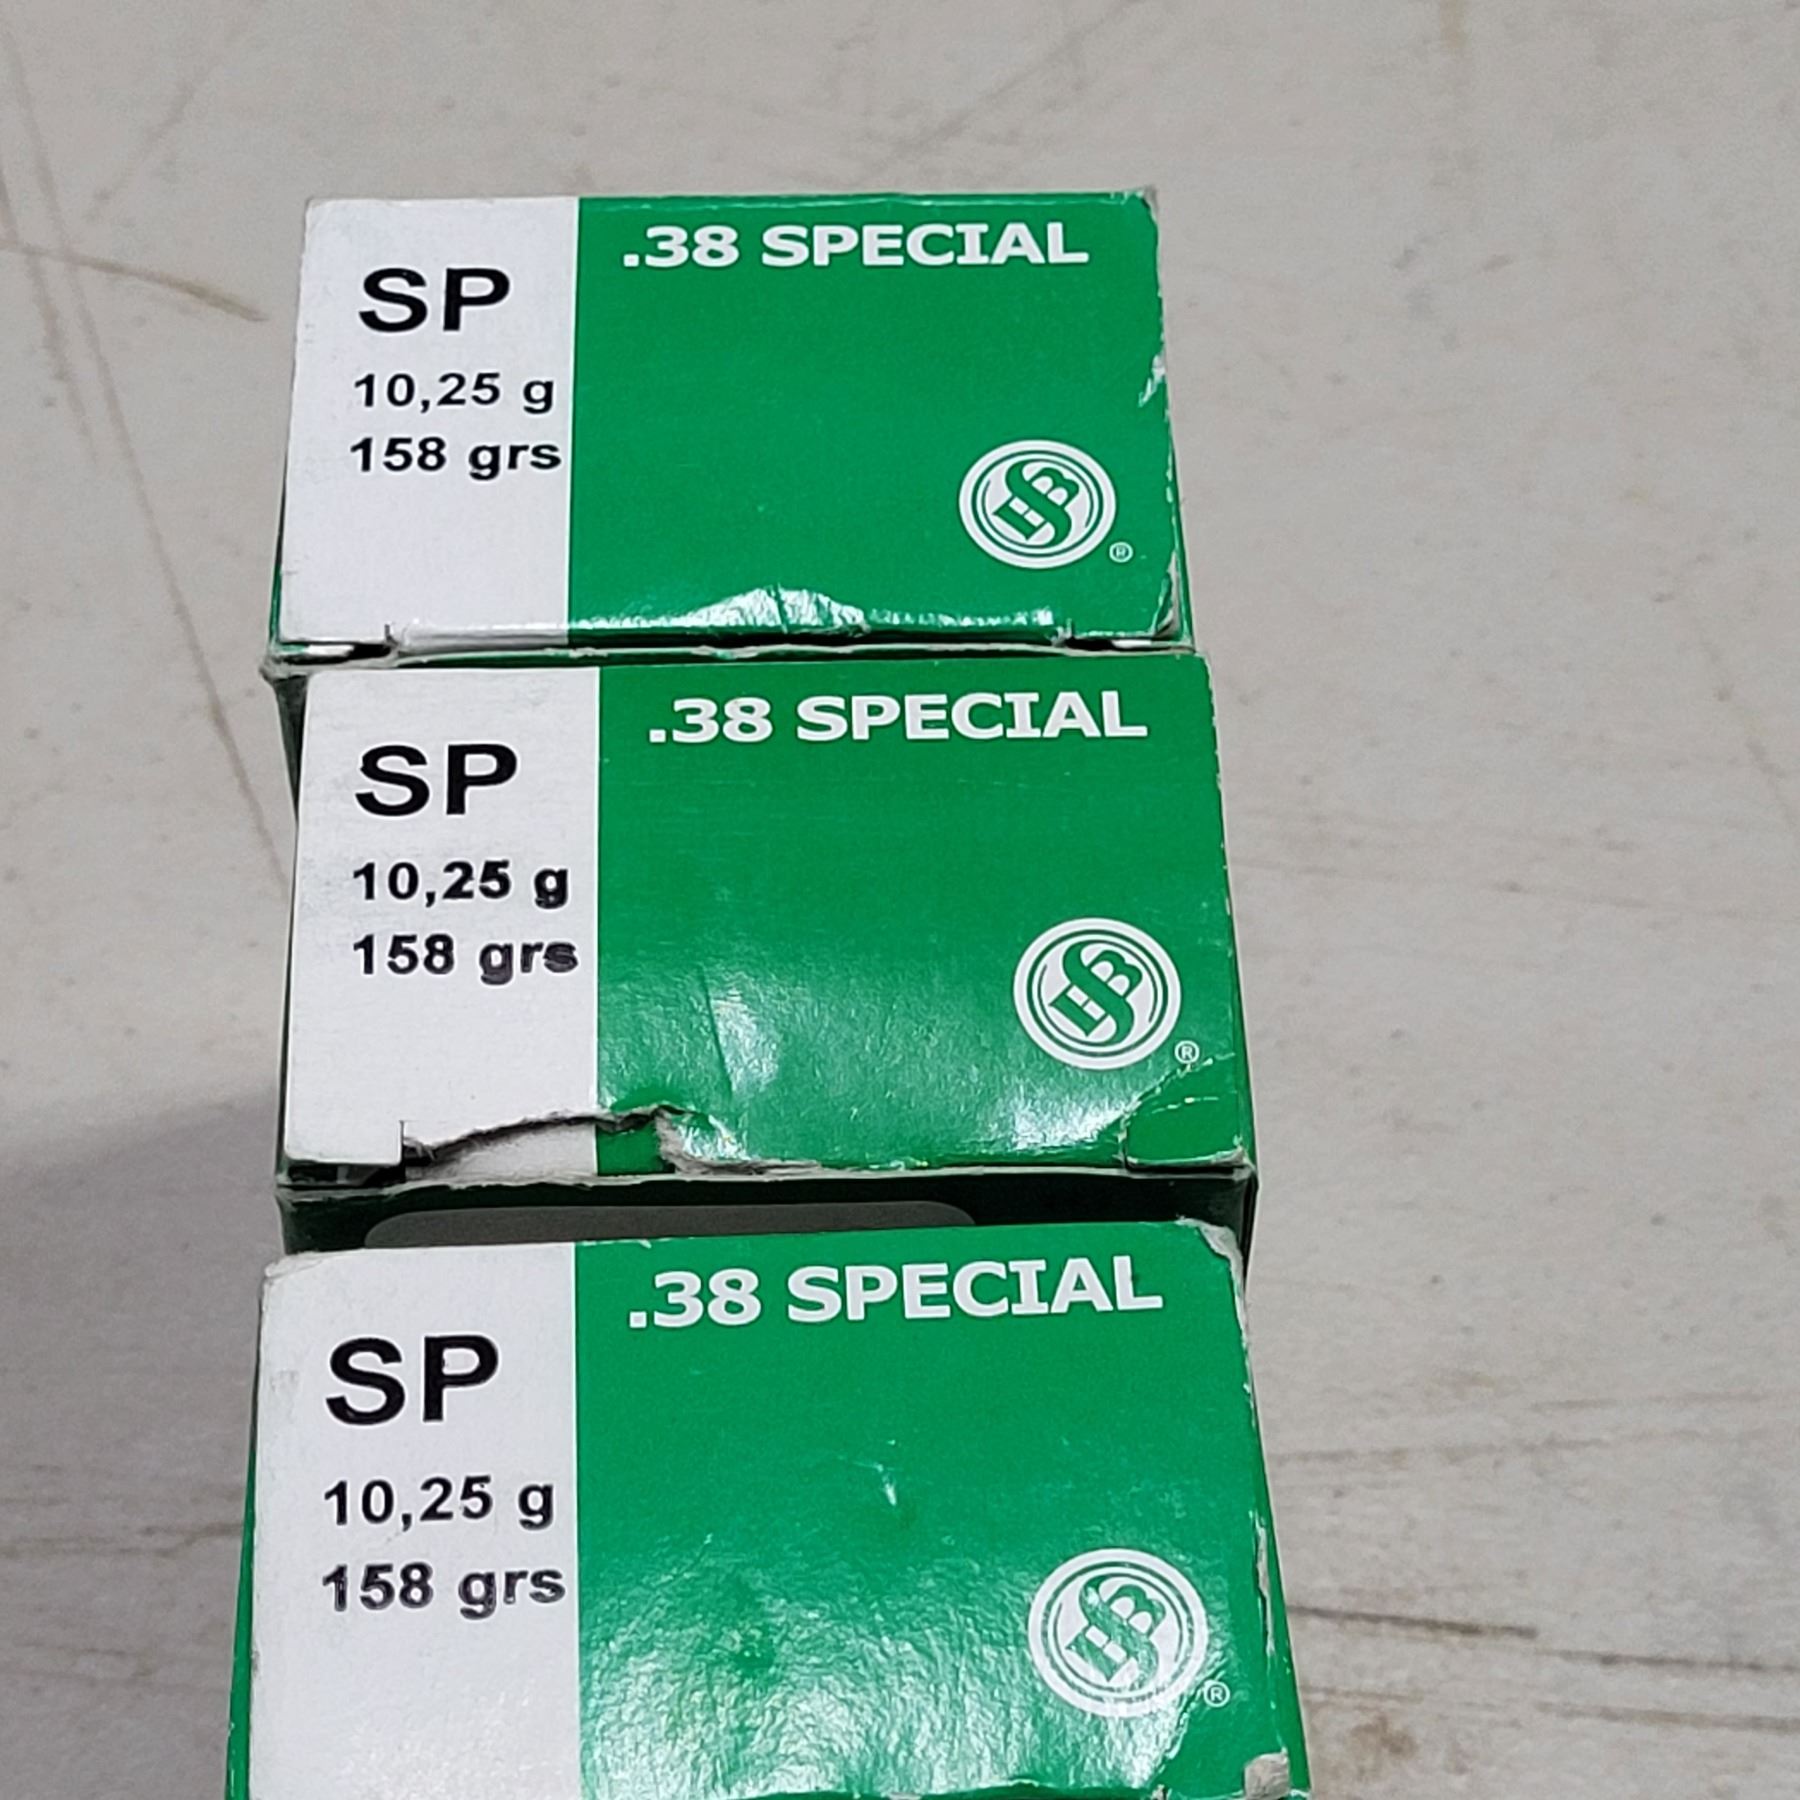 .38 SPECIAL
SP
10,25 g
158 grs
S&B
®
.38 SPECIAL
SP
10,25 g
158 grs
®
.38 SPECIAL
SP
10,25 g
158 grs
®